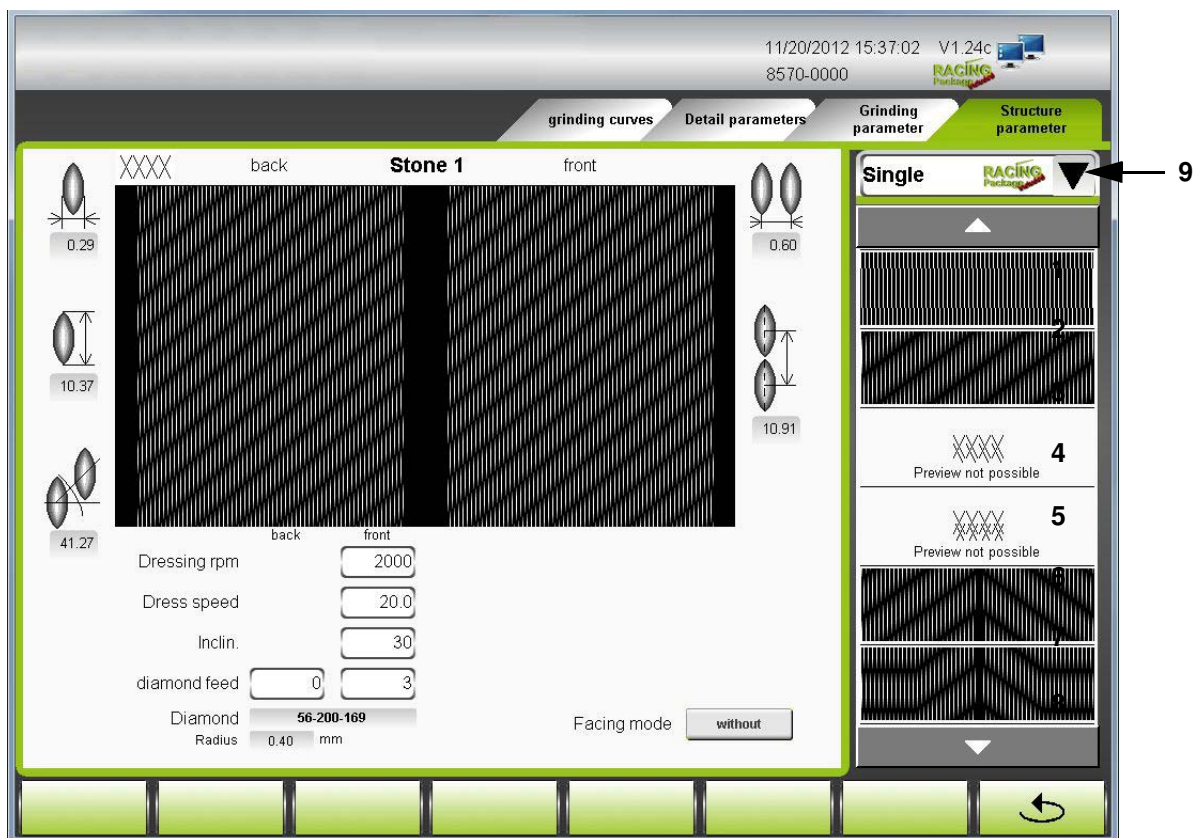 11/20/2012 15:37:02 V1.24c
8570-0000 RACING Package
grinding curves Detail parameters Grinding parameter Structure parameter
XXXX back Stone 1 front
Single RACING Package 9
0.29
0.60
10.37
10.91
41.27
1
2
3
XXXX 4
Preview not possible
XXXX 5
Preview not possible
6
7
8
back front
Dressing rpm 2000
Dress speed 20.0
Inclin. 30
diamond feed 0 3
Diamond 56-200-169
Radius 0.40 mm
Facing mode without